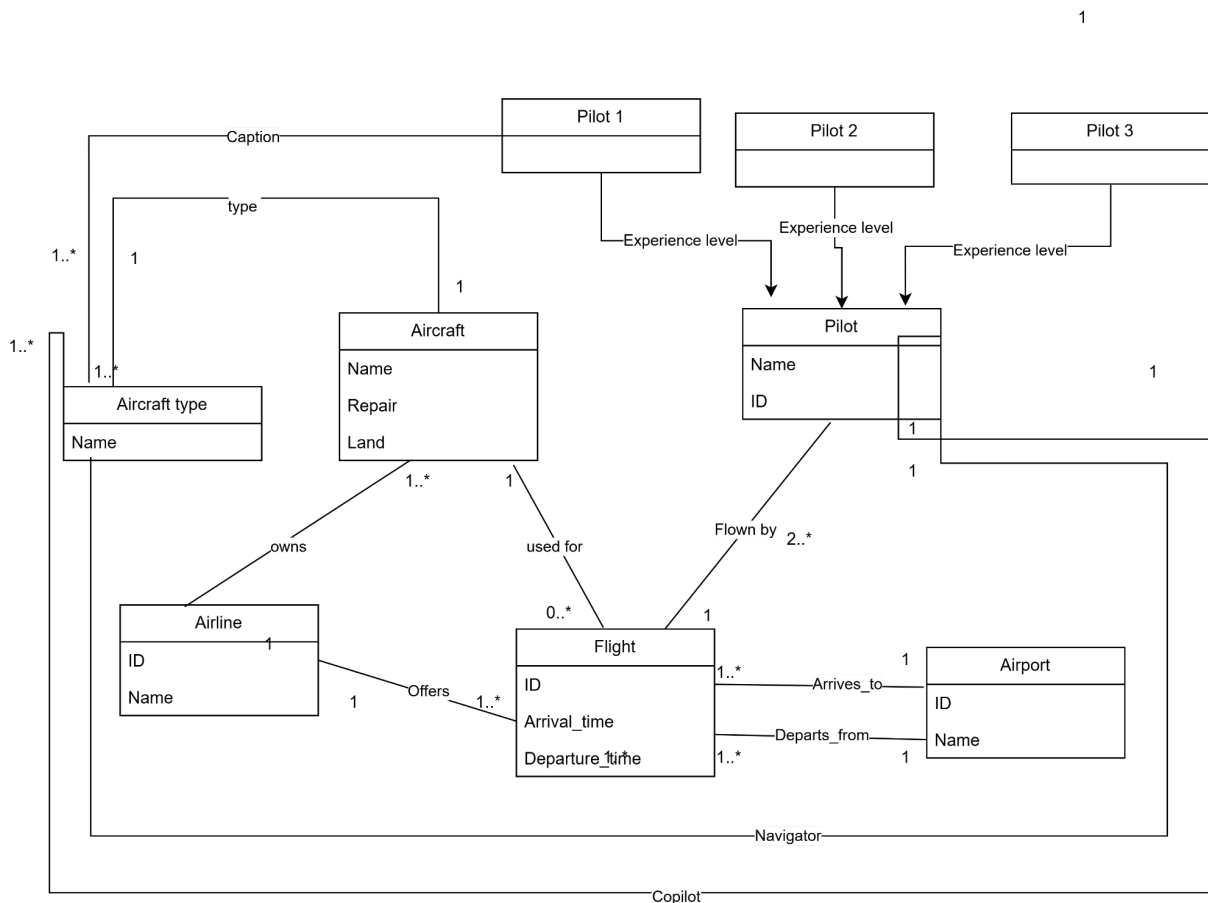 1
Pilot 1
Pilot 2
Pilot 3
Caption
type
Experience level
Experience level
Experience level
1..*
1
1
Aircraft
Pilot
1..*
1..*
Name
Name
1
Aircraft type
Repair
ID
Name
Land
1
1..*
1
1
Flown by
2..*
owns
used for
0..*
1
Airline
1
Flight
ID
Name
1
Offers
1..*
ID
Arrival_time
Departure_time
1..*
1..*
Arrives_to
1
Airport
ID
Name
1..*
Departs_from
1
Navigator
Copilot